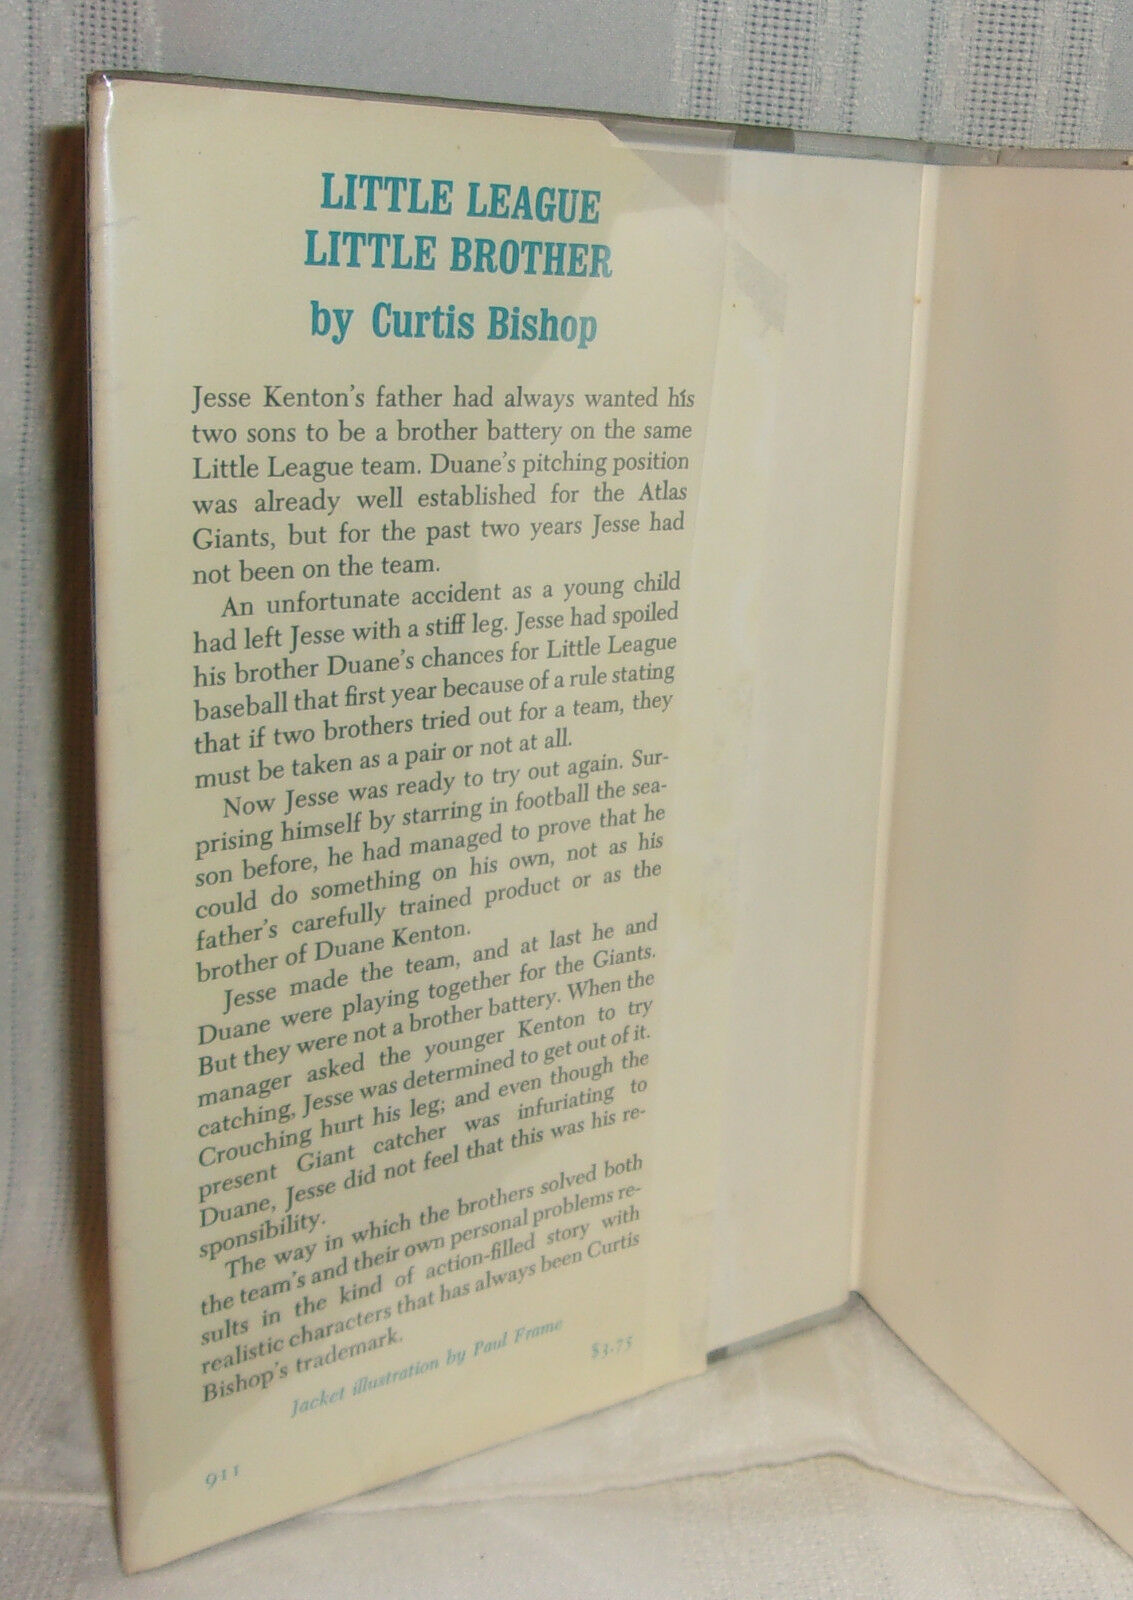 LITTLE LEAGUE
LITTLE BROTHER
by Curtis Bishop
Jesse Kenton's father had always wanted his
two sons to be a brother battery on the same
Little League team. Duane's pitching position
was already well established for the Atlas
Giants, but for the past two years Jesse had
not been on the team.
An unfortunate accident as a young child
had left Jesse with a stiff leg. Jesse had spoiled
his brother Duane's chances for Little League
baseball that first year because of a rule stating
that if two brothers tried out for a team, they
must be taken as a pair or not at all.
Now Jesse was ready to try out again. Sur-
prising himself by starring in football the sea-
son before, he had managed to prove that he
could do something on his own, not as his
father's carefully trained product or as the
brother of Duane Kenton.
Jesse made the team, and at last he and
Duane were playing together for the Giants.
But they were not a brother battery. When the
manager asked the younger Kenton to try
catching, Jesse was determined to get out of it.
Crouching hurt his leg; and even though the
present Giant catcher was infuriating to
Duane, Jesse did not feel that this was his re-
sponsibility.
The way in which the brothers solved both
the team's and their own personal problems re-
sults in the kind of action-filled story with
realistic characters that has always been Curtis
Bishop's trademark.
Jacket illustration by Paul Frame
$3.75
911